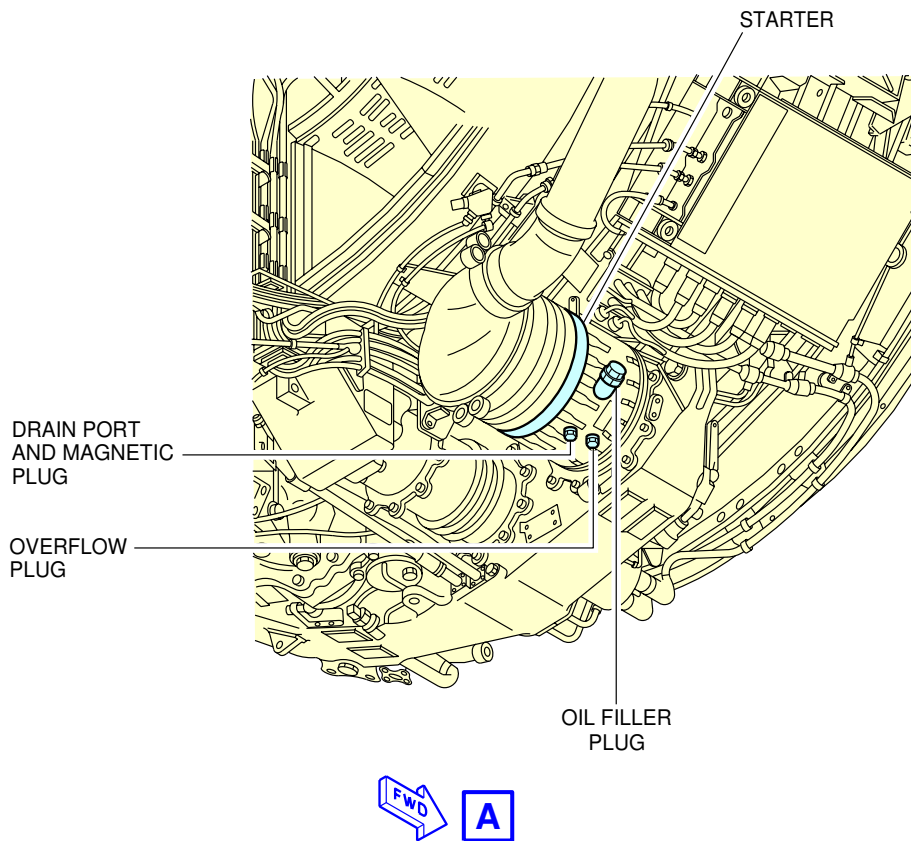 STARTER
DRAIN PORT
AND MAGNETIC
PLUG
OVERFLOW
PLUG
OIL FILLER
PLUG
FWD
A